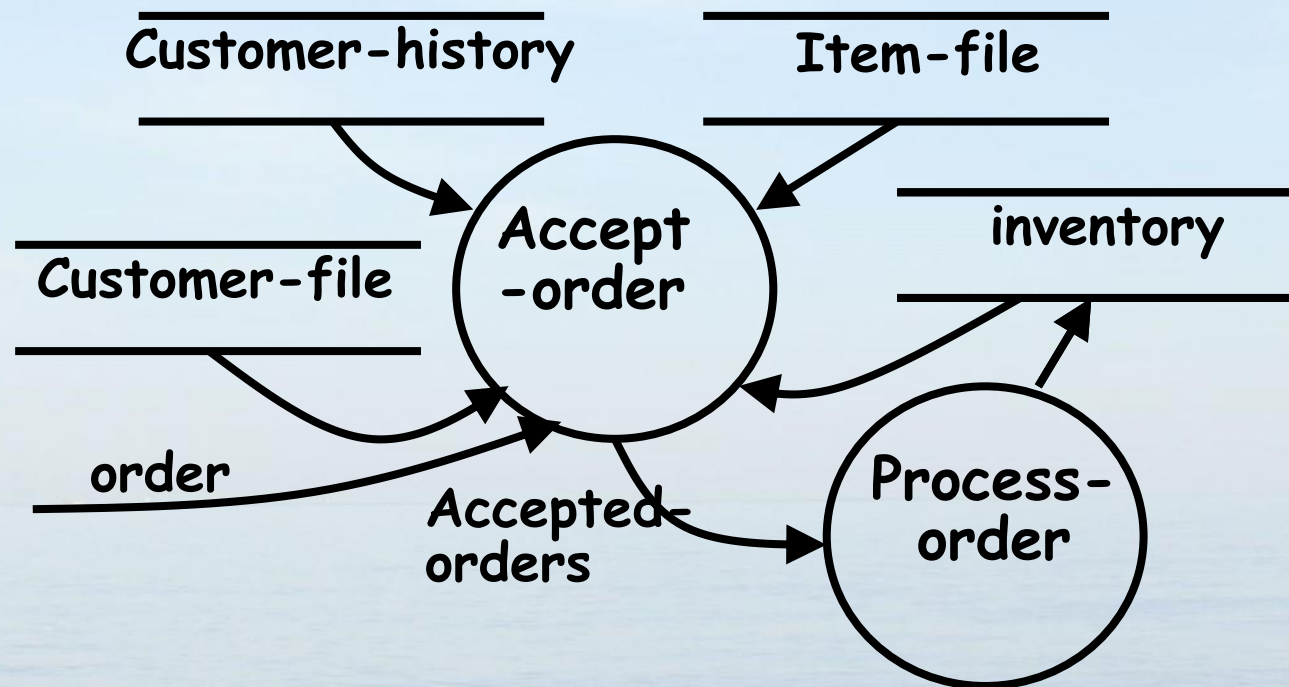 Customer-history
Item-file
Accept
-order
inventory
Customer-file
order
Accepted-
orders
Process-
order